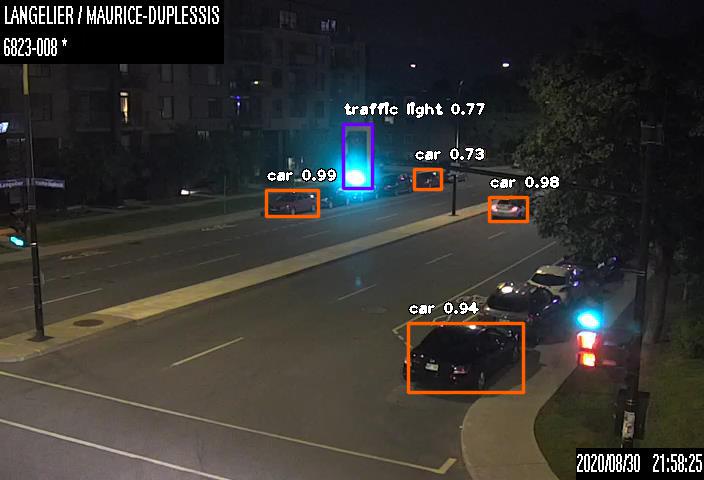 LANGELIER / MAURICE-DUPLESSIS
6823-008 *
traffic light 0.77
car 0.73
car 0.99
car 0.98
car 0.94
2020/08/30 21:58:25